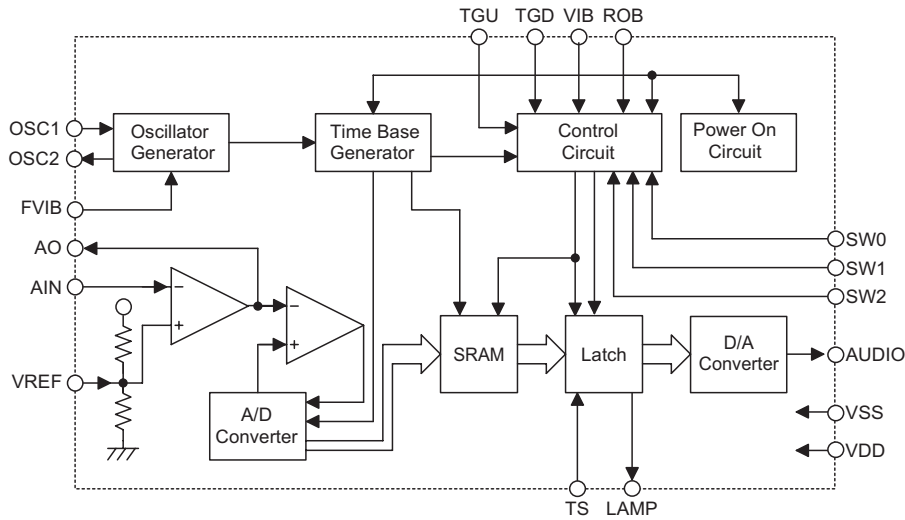 TGU TGD VIB ROB
OSC1
OSC2
FVIB
Oscillator
Generator
Time Base
Generator
Control
Circuit
Power On
Circuit
AO
AIN
VREF
−
+
−
+
A/D
Converter
SRAM
Latch
D/A
Converter
SW0
SW1
SW2
AUDIO
VSS
VDD
TS LAMP